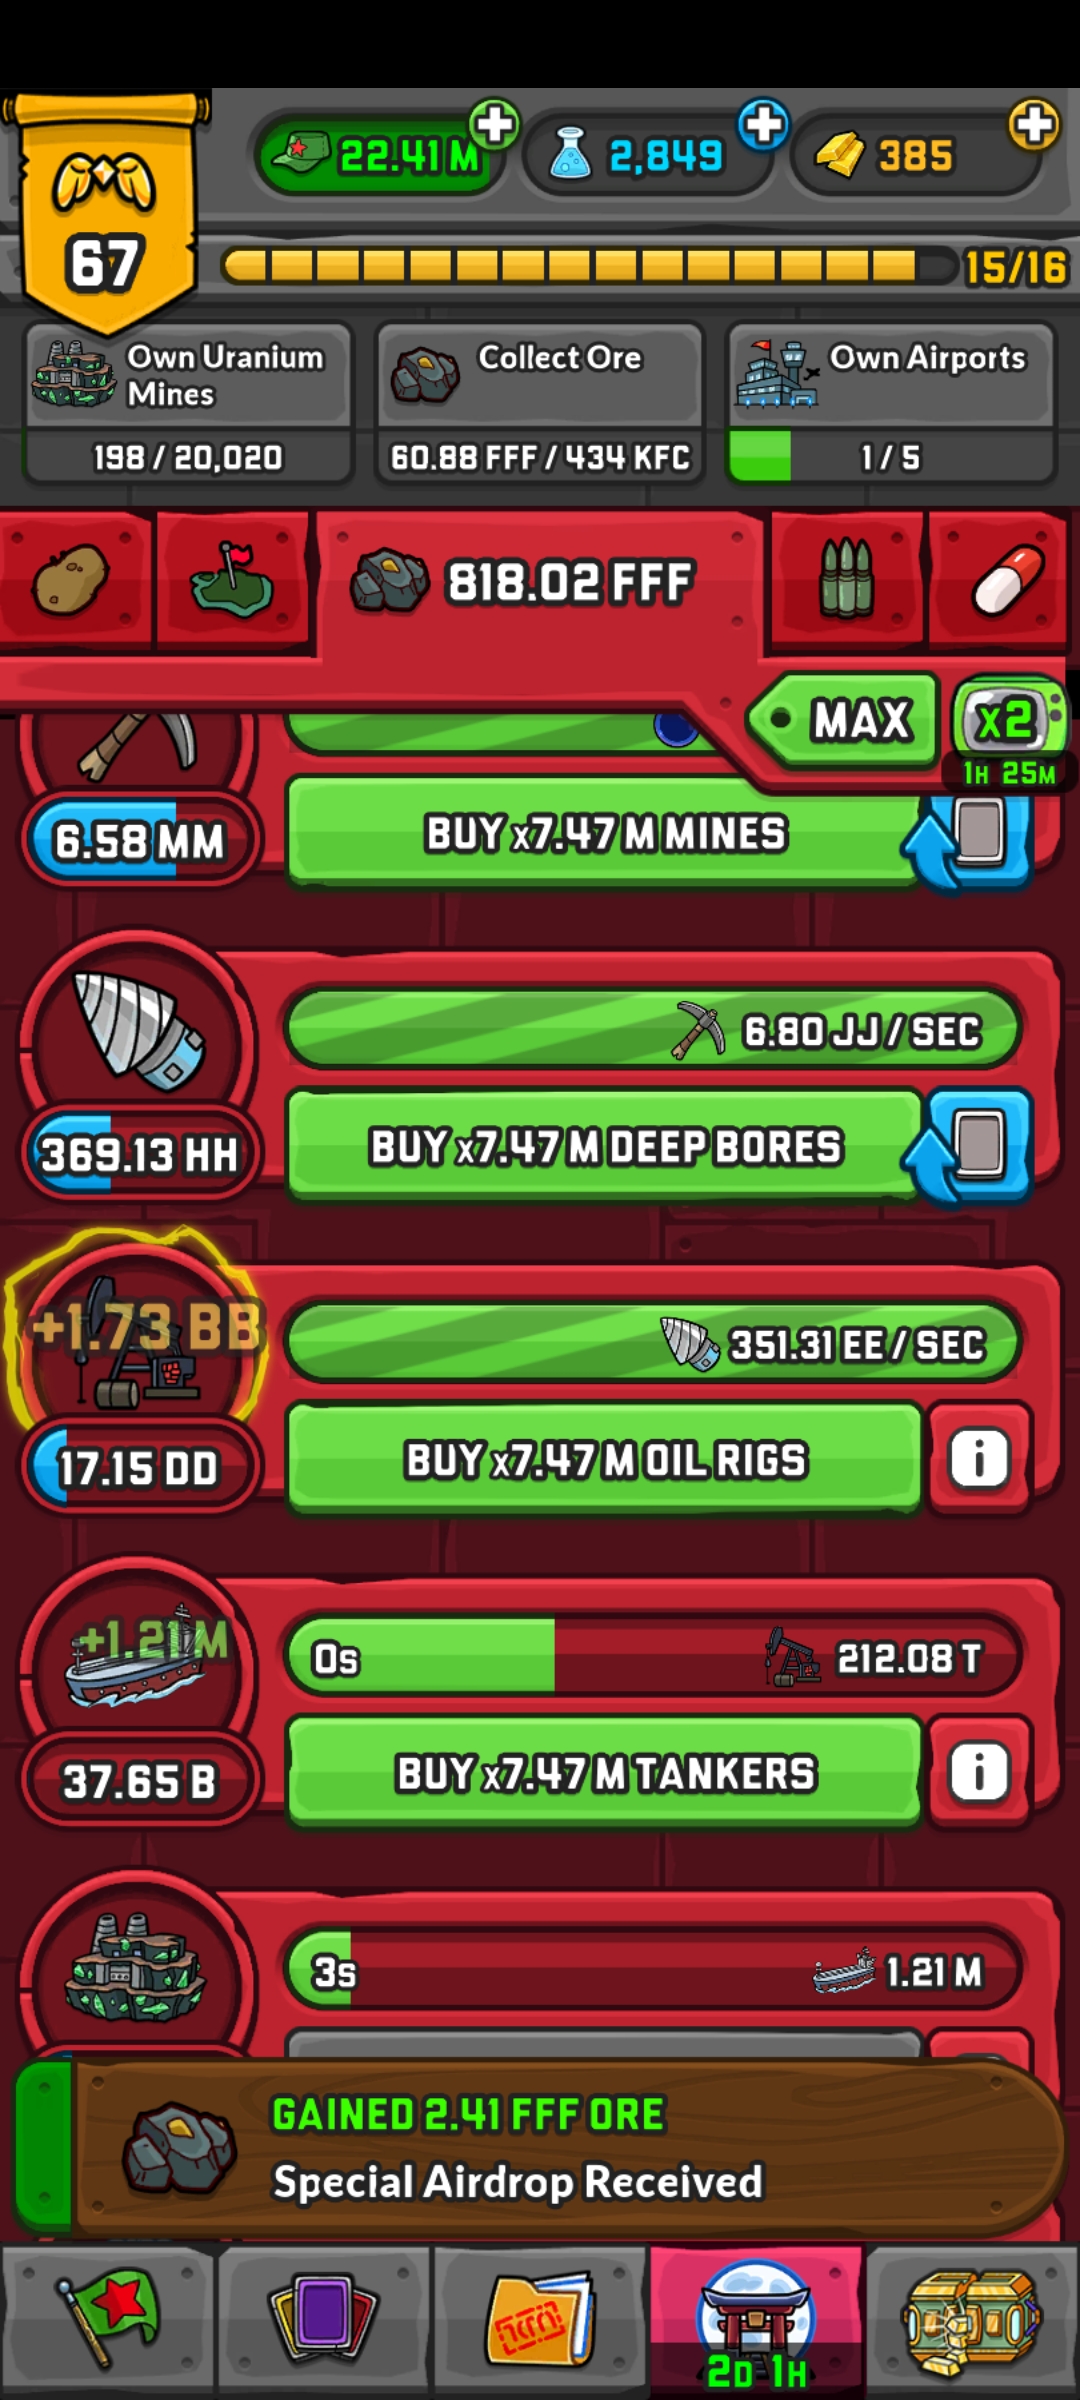 22.41 M
2,849
385
67
15/16
Own Uranium
Mines
Collect Ore
Own Airports
198 / 20,020
60.88 FFF / 434 KFC
1 / 5
818.02 FFF
MAX
x2
1H 25M
6.58 MM
BUY x7.47 M MINES
6.80 JJ / SEC
369.13 HH
BUY x7.47 M DEEP BORES
+1.73 BB
351.31 EE / SEC
17.15 DD
BUY x7.47 M OIL RIGS
i
+1.21 M
0s
212.08 T
37.65 B
BUY x7.47 M TANKERS
i
3s
1.21 M
GAINED 2.41 FFF ORE
Special Airdrop Received
2D 1H